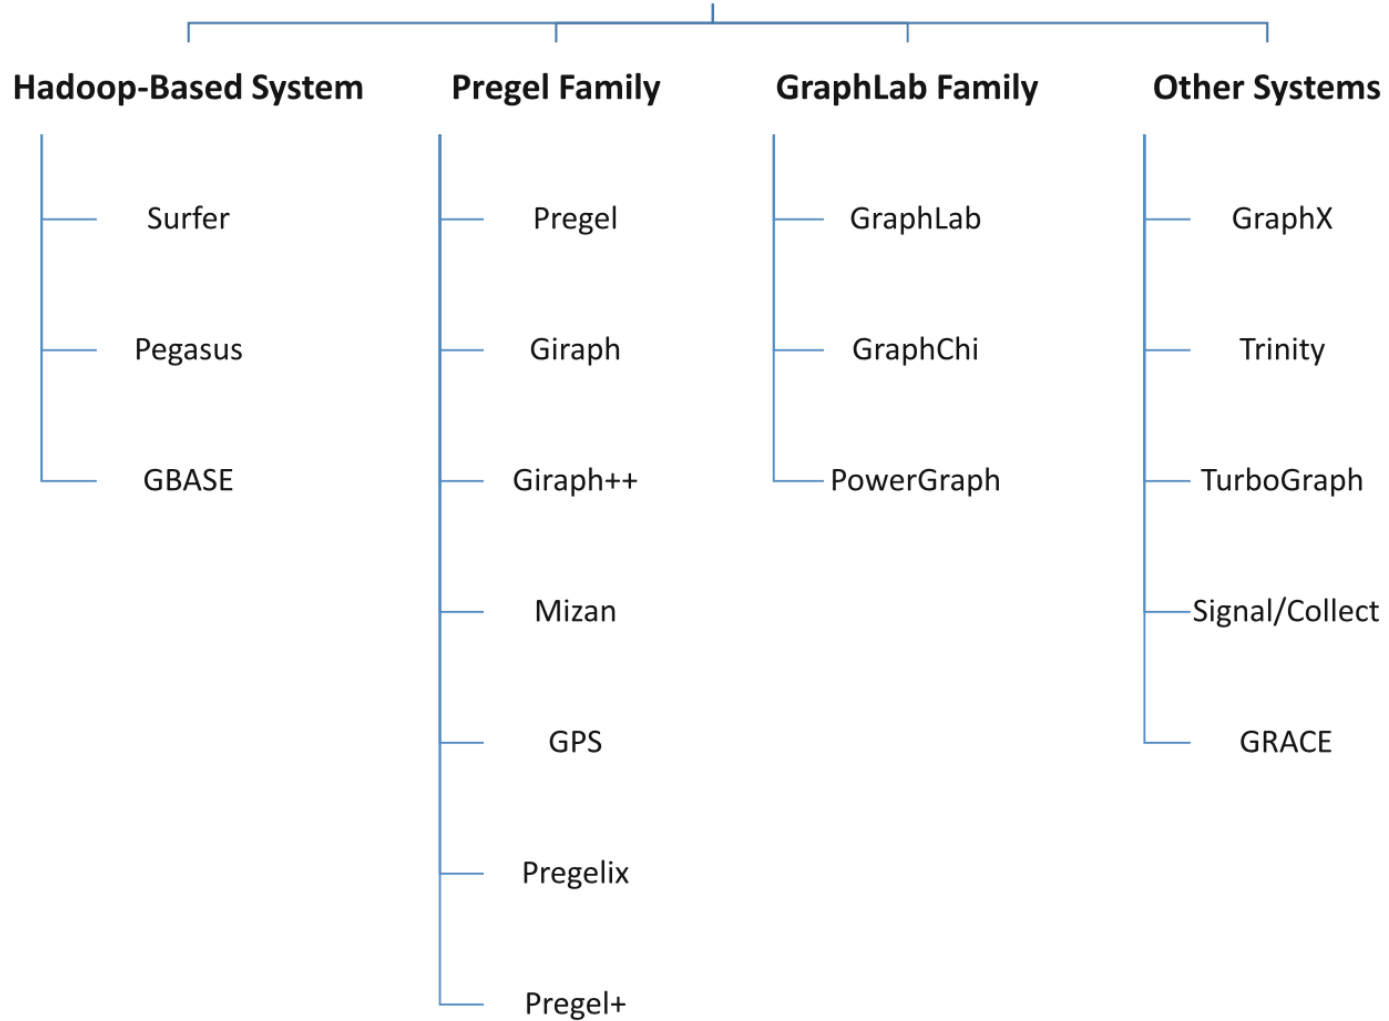 Hadoop-Based System
Surfer
Pegasus
GBASE
Pregel Family
Pregel
Giraph
Giraph++
Mizan
GPS
Pregelix
Pregel+
GraphLab Family
GraphLab
GraphChi
PowerGraph
Other Systems
GraphX
Trinity
TurboGraph
Signal/Collect
GRACE